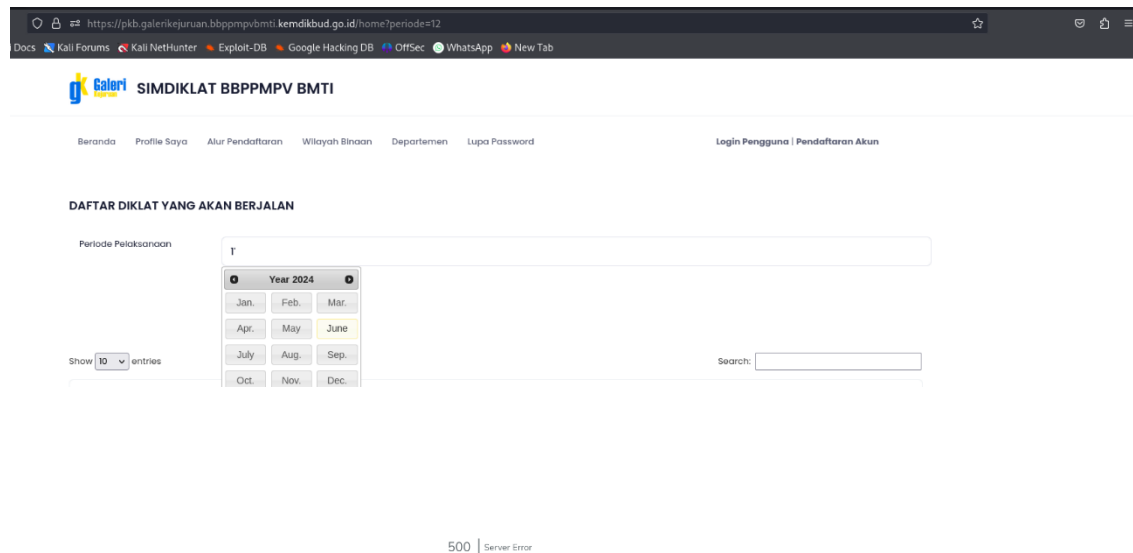 https://pkb.galerikejuruan.bbppmpvbmti.kemdikbud.go.id/home?periode=12
Docs Kali Forums Kali NetHunter Exploit-DB Google Hacking DB OffSec WhatsApp New Tab
Galeri SIMDIKLAT BBPPMPV BMTI
Beranda Profile Saya Alur Pendaftaran Wilayah Binaan Departemen Lupa Password Login Pengguna | Pendaftaran Akun
DAFTAR DIKLAT YANG AKAN BERJALAN
Periode Pelaksanaan
1'
Year 2024
Jan. Feb. Mar.
Apr. May June
July Aug. Sep.
Oct. Nov. Dec.
Show 10 entries Search:
500 | Server Error